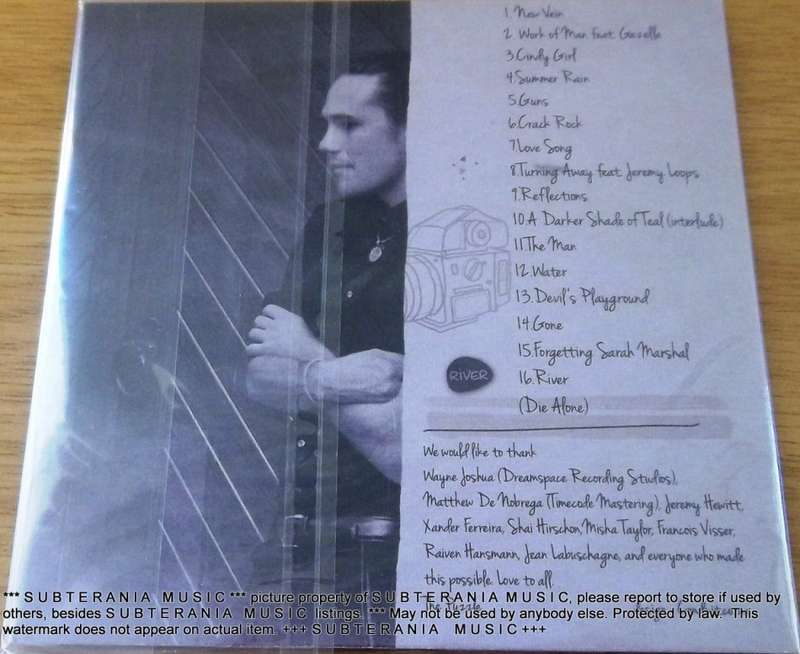 1. New Vein
2. Work of Man feat Gazelle
3.Cindy Girl
4.Summer Rain
5.Guns
6.Crack Rock
7.Love Song
8.Turning Away feat Jeremy Loops
9.Reflections
10.A Darker Shade of Teal (interlude)
11.The Man
12.Water
13.Devil's Playground
14.Gone
15.Forgetting Sarah Marshal
16.River
(Die Alone)
RiVER
We would like to thank
Wayne Joshua (Dreamspace Recording Studios),
Matthew De Nobrega (Timecode Mastering), Jeremy Hewitt,
Xander Ferreira, Shai Hirschon, Misha Taylor, Francois Visser,
Raiven Hansmann, Jean Labuschagne, and everyone who made
this possible. Love to all.
*** S U B T E R A N I A M U S I C *** picture property of S U B T E R A N I A M U S I C, please report to store if used by
others, besides S U B T E R A N I A M U S I C listings. *** May not be used by anybody else. Protected by law. This
watermark does not appear on actual item. +++ S U B T E R A N I A M U S I C +++